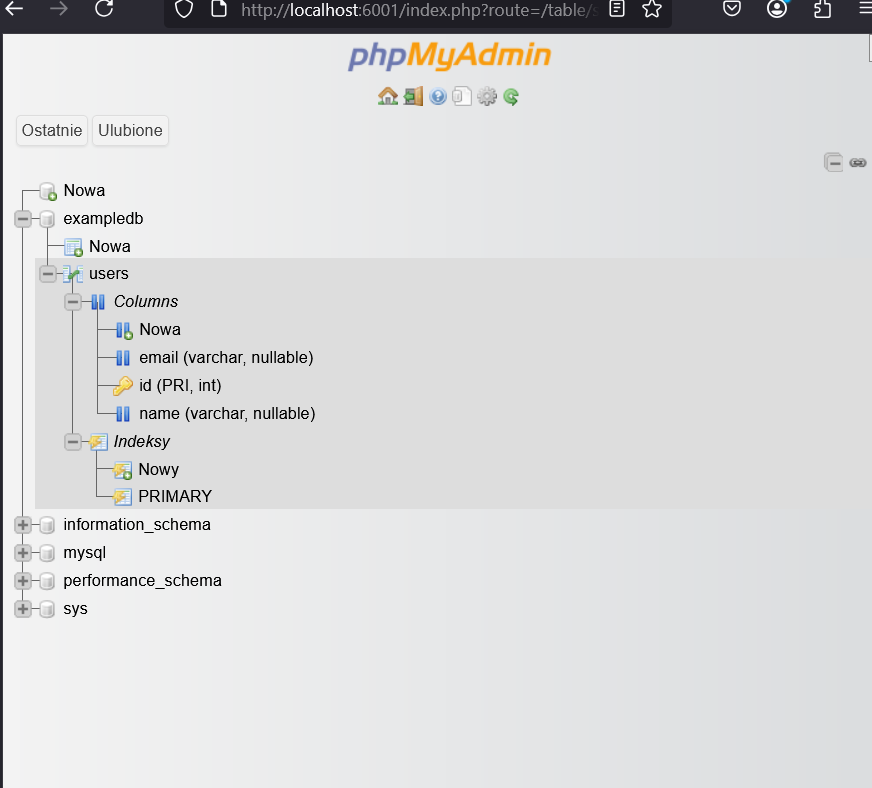 http://localhost:6001/index.php?route=/table/s
phpMyAdmin
Ostatnie Ulubione
Nowa
exampledb
Nowa
users
Columns
Nowa
email (varchar, nullable)
id (PRI, int)
name (varchar, nullable)
Indeksy
Nowy
PRIMARY
information_schema
mysql
performance_schema
sys